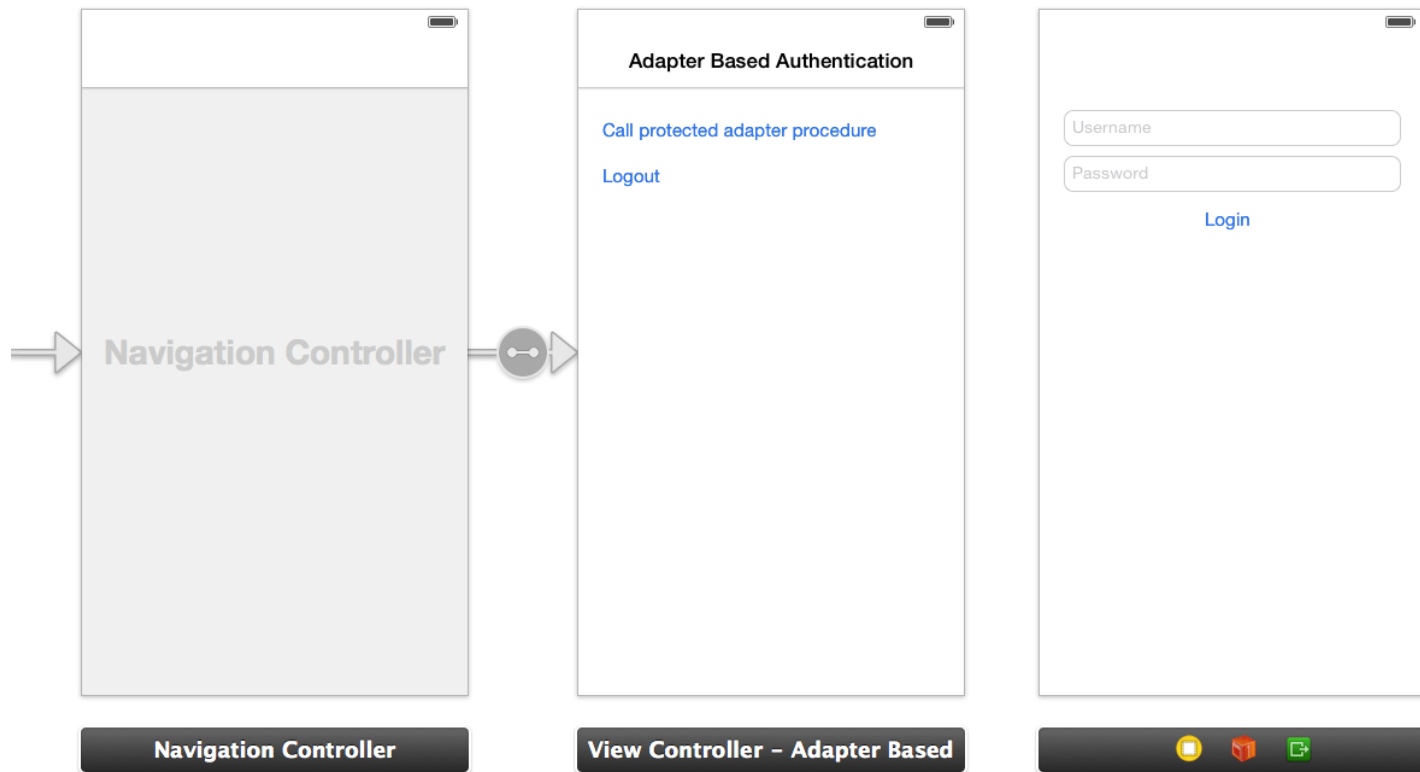 Navigation Controller
Navigation Controller
Adapter Based Authentication
Call protected adapter procedure
Logout
View Controller – Adapter Based
Username
Password
Login